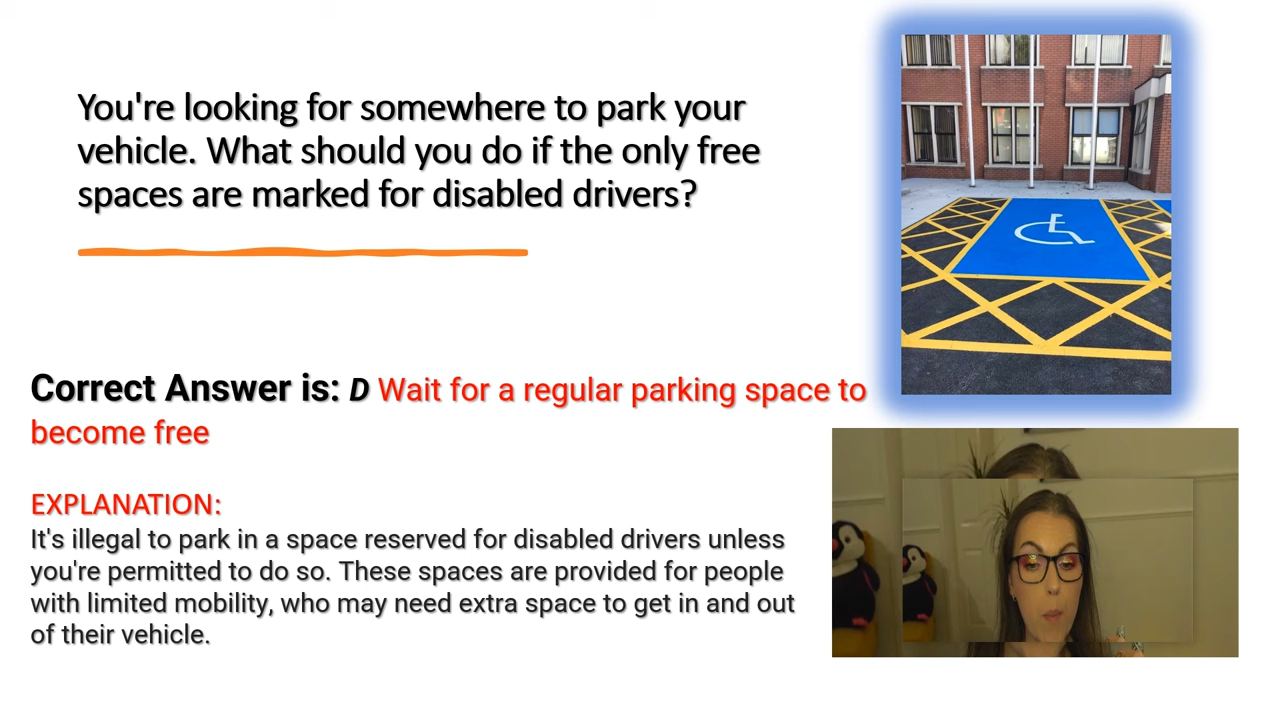 You're looking for somewhere to park your
vehicle. What should you do if the only free
spaces are marked for disabled drivers?
Correct Answer is: D Wait for a regular parking space to
become free
EXPLANATION:
It's illegal to park in a space reserved for disabled drivers unless
you're permitted to do so. These spaces are provided for people
with limited mobility, who may need extra space to get in and out
of their vehicle.